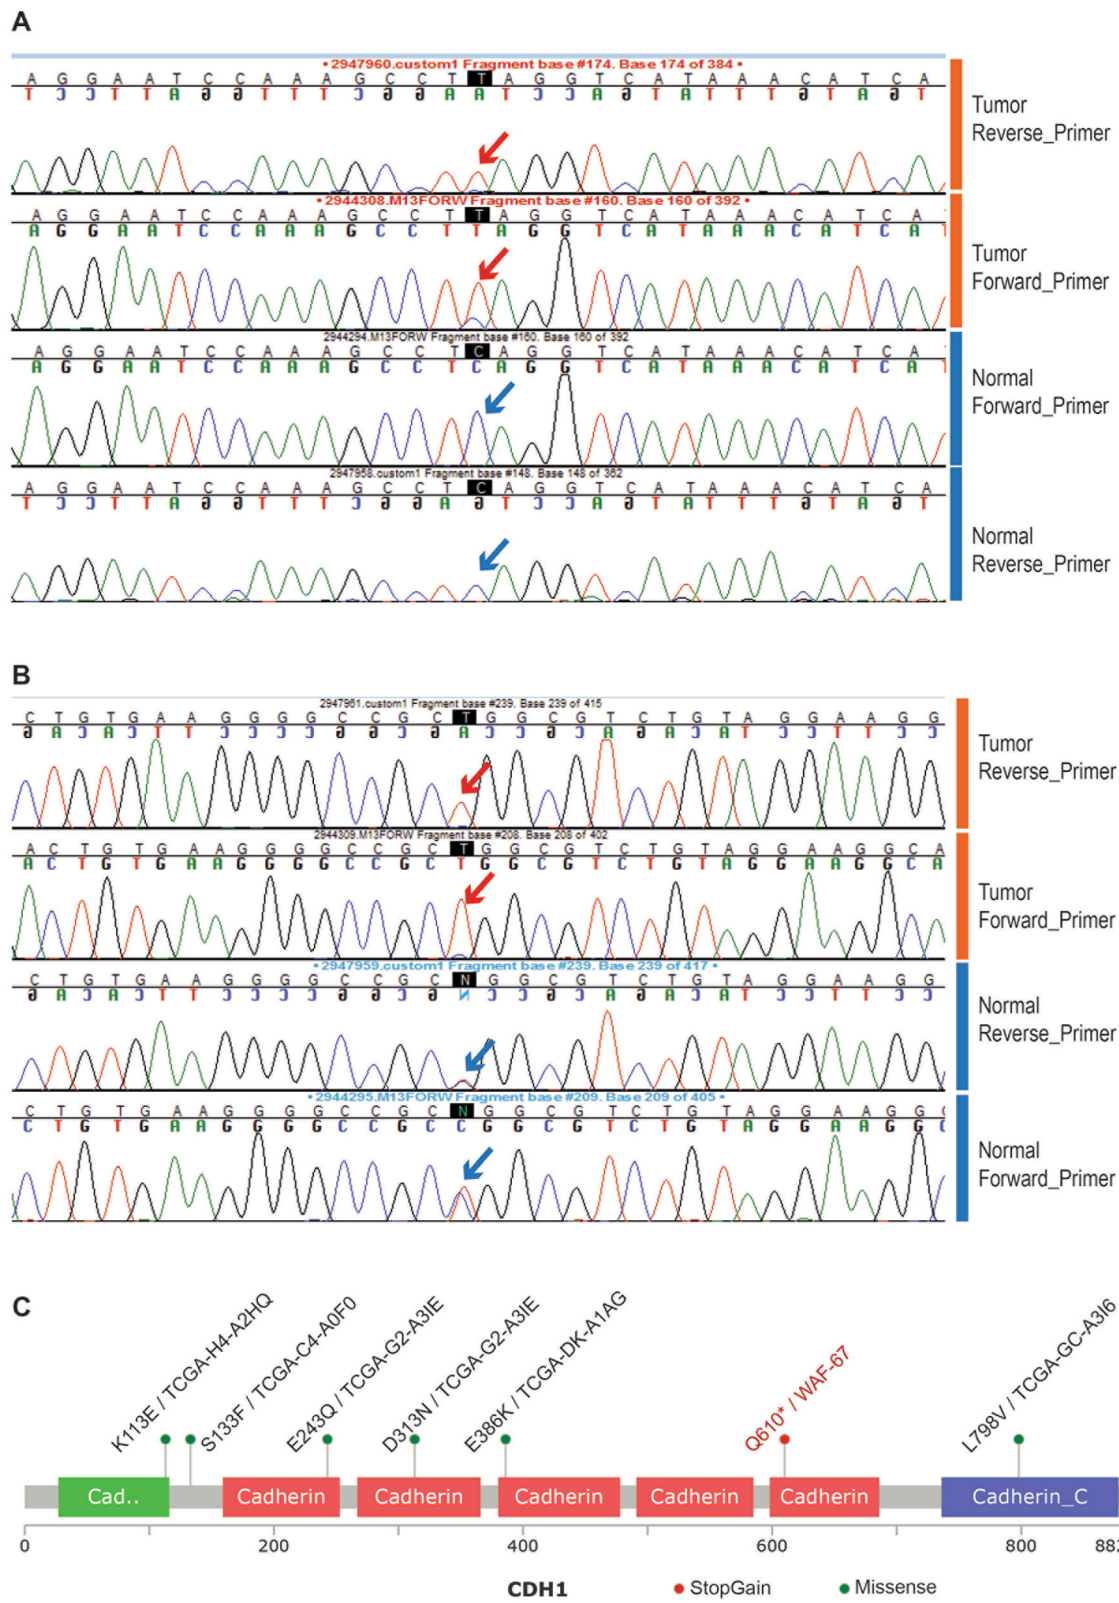 A
•2947960.custom1 Fragment base #174. Base 174 of 384•
A G G A A T C C A A A G C C T T A G G T C A T A A A C A T C A
T C C T T A G G T T T C G G A A T C C A G T A T T T G T A G T
Tumor
Reverse_Primer
•2944308.M13FORW Fragment base #160. Base 160 of 392•
A G G A A T C C A A A G C C T T A G G T C A T A A A C A T C A T
A G G A A T C C A A A G C C T T A G G T C A T A A A C A T C A T
Tumor
Forward_Primer
2944294.M13FORW Fragment base #160. Base 160 of 392
A G G A A T C C A A A G C C T C A G G T C A T A A A C A T C A T
A G G A A T C C A A A G C C T C A G G T C A T A A A C A T C A T
Normal
Forward_Primer
2947958.custom1 Fragment base #148. Base 148 of 362
A G G A A T C C A A A G C C T C A G G T C A T A A A C A T C A
T C C T T A G G T T T C G G A G T C C A G T A T T T G T A G T
Normal
Reverse_Primer
B
2947961.custom1 Fragment base #239. Base 239 of 415
C T G T G A A G G G G C C G C T G G C G T C T G T A G G A A G G
G A C A C T T C C C C G G C G A C C G C A G A C A T C C T T C C
Tumor
Reverse_Primer
2944309.M13FORW Fragment base #208. Base 208 of 402
A C T G T G A A G G G G C C G C T G G C G T C T G T A G G A A G G C A
A C T G T G A A G G G G C C G C T G G C G T C T G T A G G A A G G C A
Tumor
Forward_Primer
•2947959.custom1 Fragment base #239. Base 239 of 417•
C T G T G A A G G G G C C G C N G G C G T C T G T A G G A A G G
G A C A C T T C C C C G G C G N C C G C A G A C A T C C T T C C
Normal
Reverse_Primer
•2944295.M13FORW Fragment base #209. Base 209 of 405•
C T G T G A A G G G G C C G C N G G C G T C T G T A G G A A G G C
C T G T G A A G G G G C C G C C G G C G T C T G T A G G A A G G C
Normal
Forward_Primer
C
K113E / TCGA-H4-A2HQ
S133F / TCGA-C4-A0F0
E243Q / TCGA-G2-A3IE
D313N / TCGA-G2-A3IE
E386K / TCGA-DK-A1AG
Q610* / WAF-67
L798V / TCGA-GC-A3I6
Cad.. Cadherin Cadherin Cadherin Cadherin Cadherin Cadherin_C
0 200 400 600 800 882
CDH1 StopGain Missense